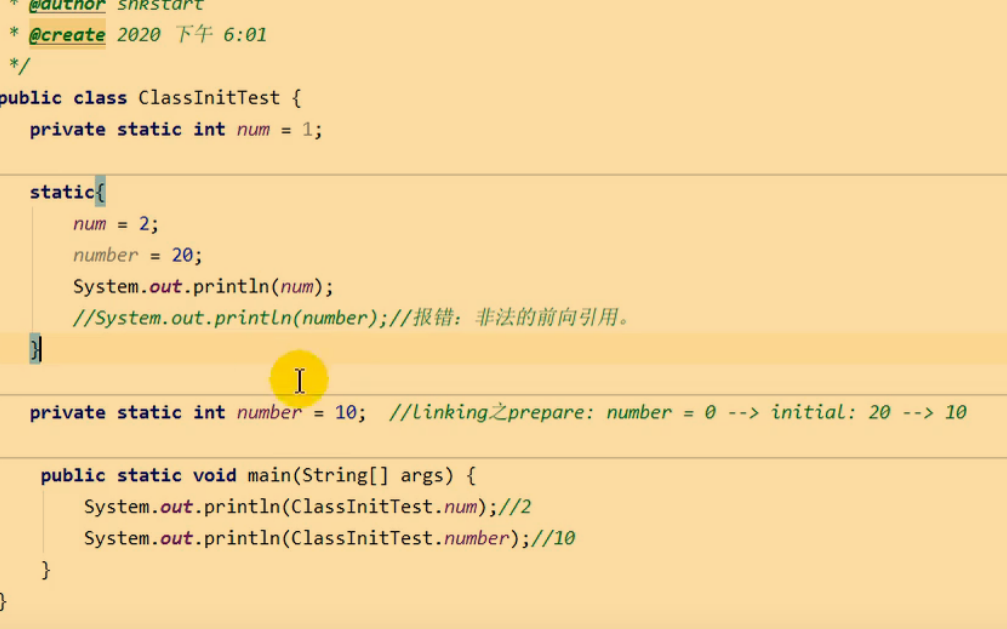 * @author shkstart
* @create 2020 下午 6:01
*/
public class ClassInitTest {
private static int num = 1;
static{
num = 2;
number = 20;
System.out.println(num);
//System.out.println(number);//报错：非法的前向引用。
}
private static int number = 10; //linking之prepare: number = 0 --> initial: 20 --> 10
public static void main(String[] args) {
System.out.println(ClassInitTest.num);//2
System.out.println(ClassInitTest.number);//10
}
}